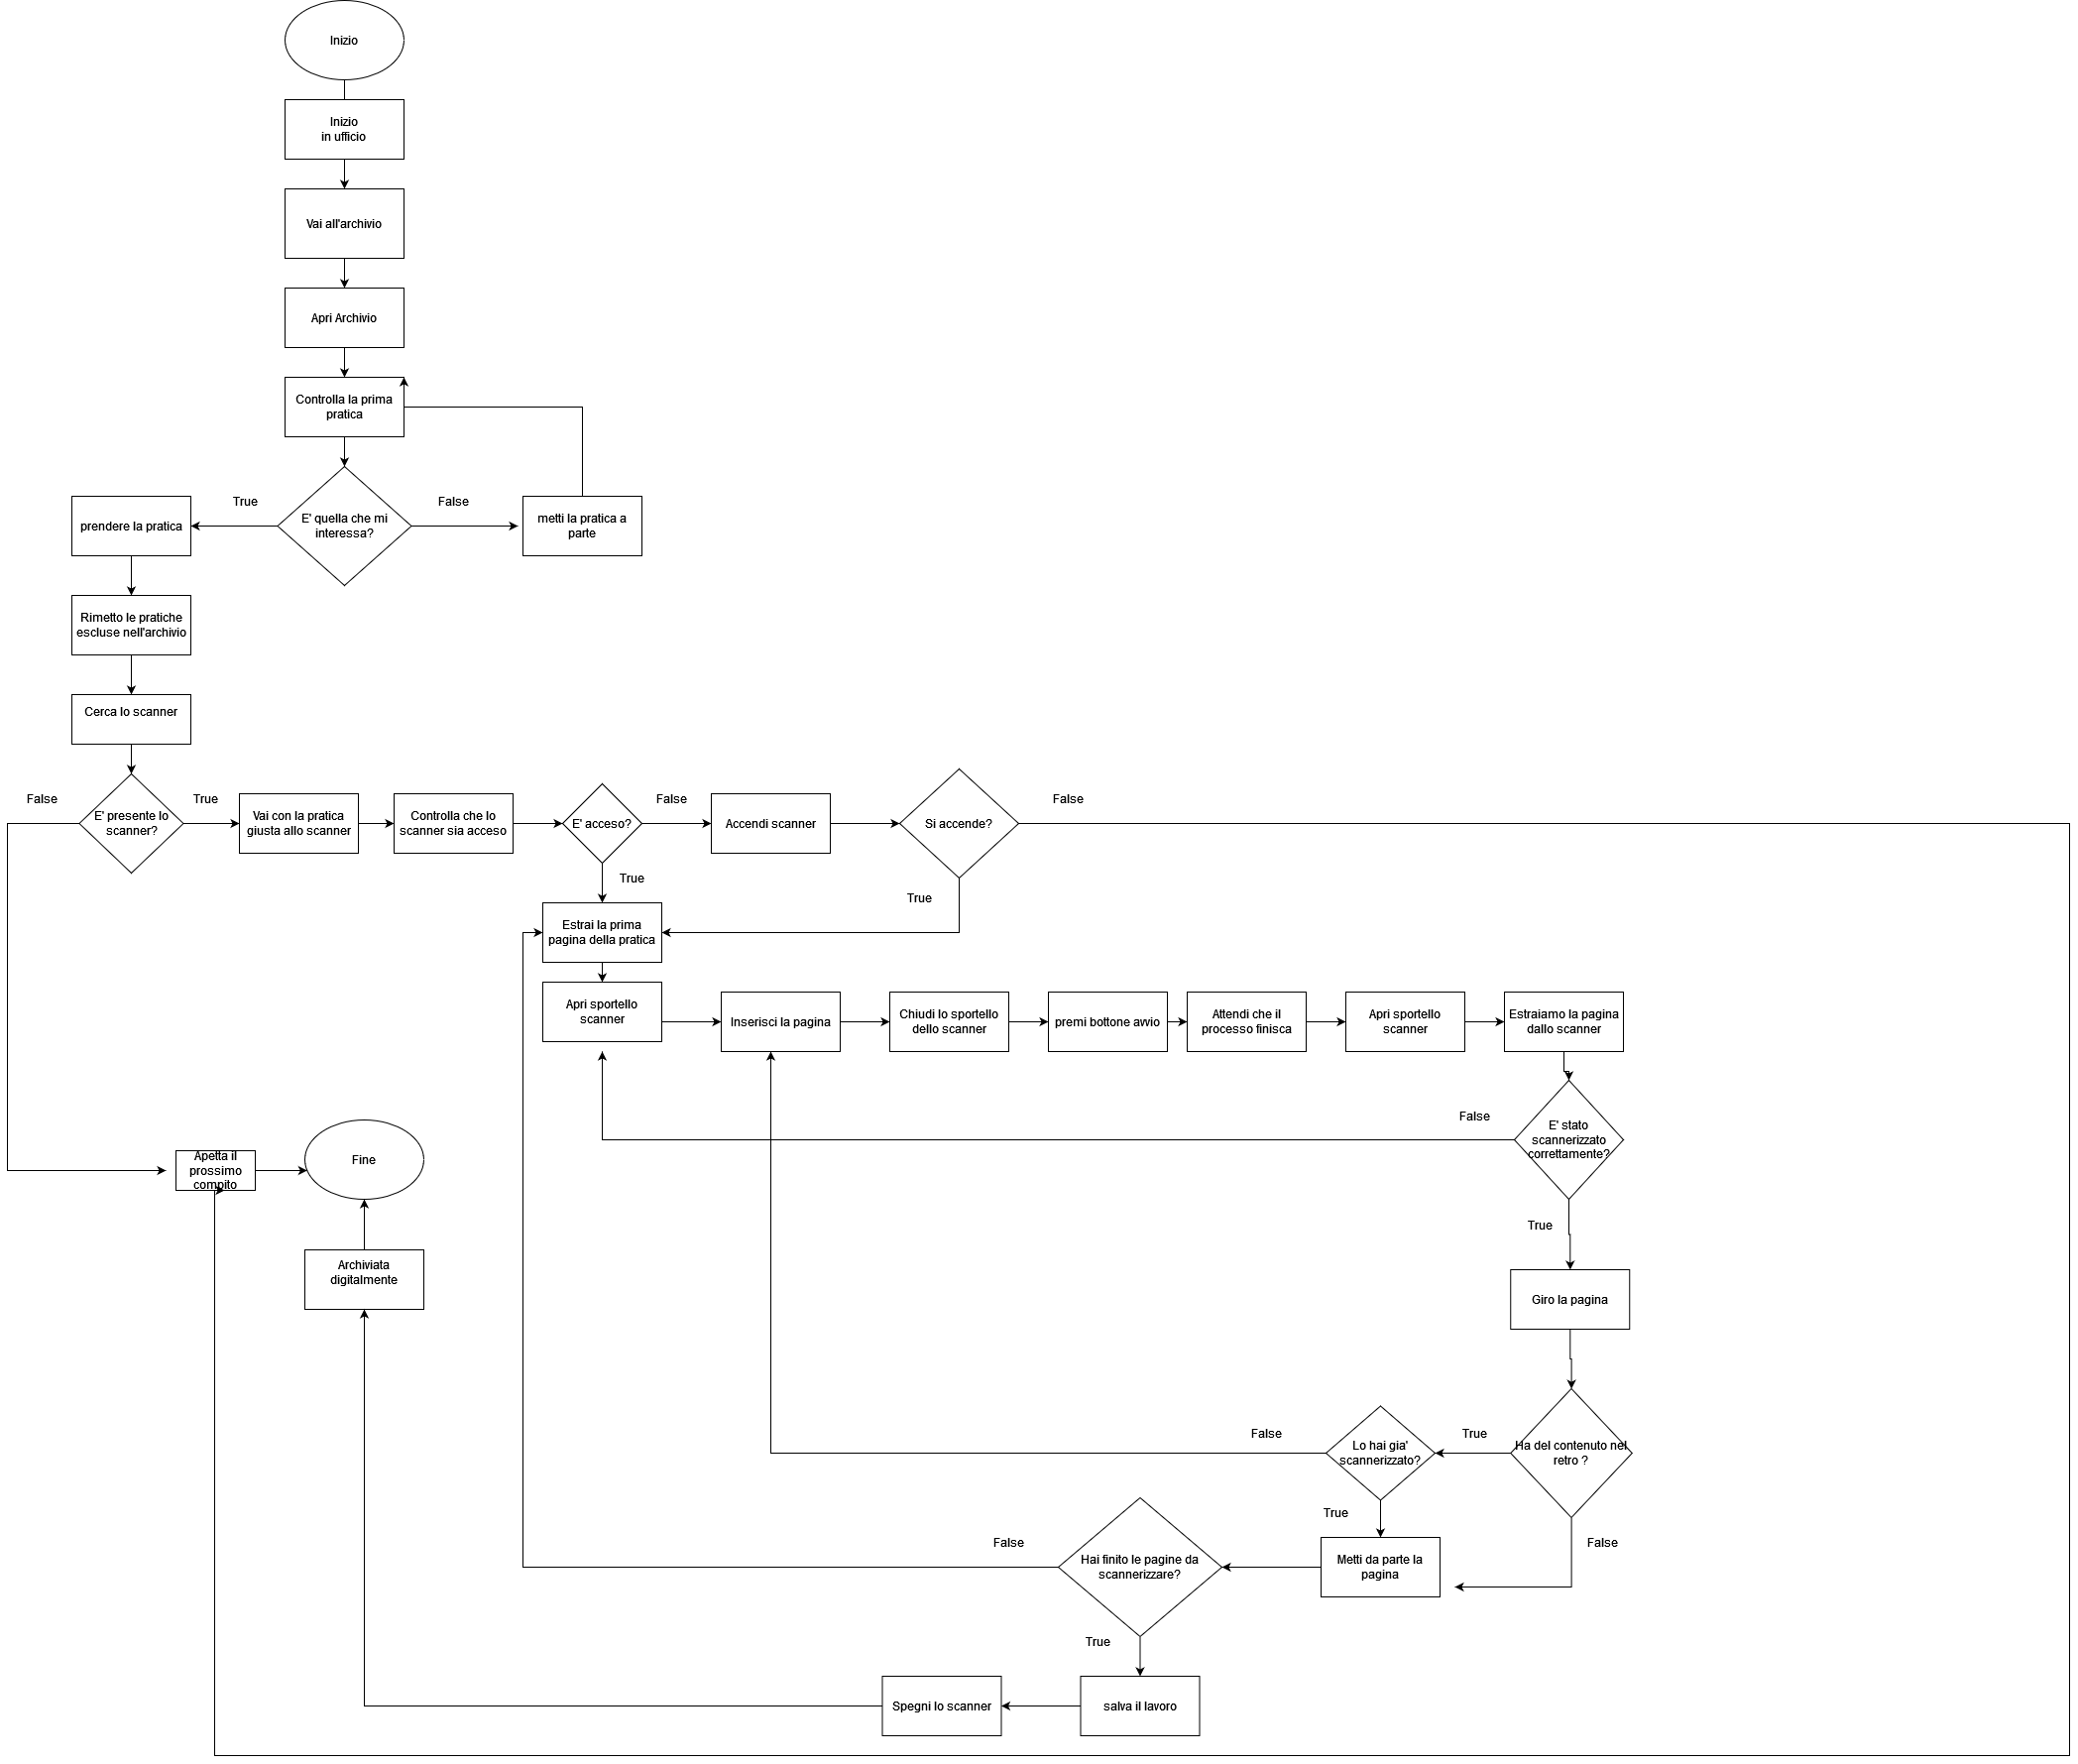 Inizio
Inizio
in ufficio
Vai all'archivio
Apri Archivio
Controlla la prima
pratica
True
False
prendere la pratica
E' quella che mi
interessa?
metti la pratica a
parte
Rimetto le pratiche
escluse nell'archivio
Cerca lo scanner
False
True
False
False
E' presente lo
scanner?
Vai con la pratica
giusta allo scanner
Controlla che lo
scanner sia acceso
E' acceso?
Accendi scanner
Si accende?
True
True
Estrai la prima
pagina della pratica
Apri sportello
scanner
Inserisci la pagina
Chiudi lo sportello
dello scanner
premi bottone avvio
Attendi che il
processo finisca
Apri sportello
scanner
Estraiamo la pagina
dallo scanner
False
E' stato
scannerizzato
correttamente?
Apetta il
prossimo
compito
Fine
True
Archiviata
digitalmente
Giro la pagina
False
True
Lo hai gia'
scannerizzato?
Ha del contenuto nel
retro ?
True
False
False
Hai finito le pagine da
scannerizzare?
Metti da parte la
pagina
True
Spegni lo scanner
salva il lavoro